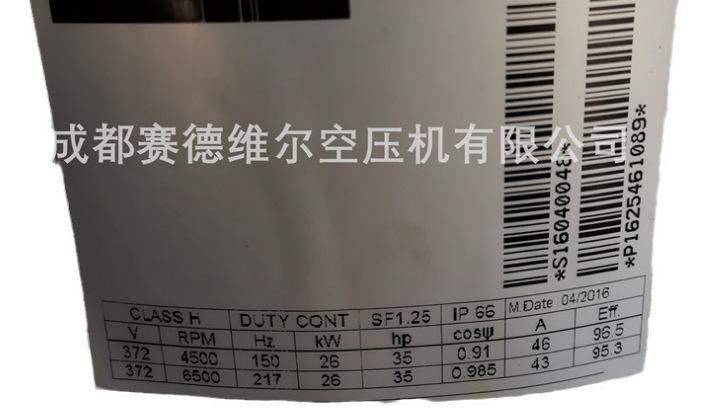 成都赛德维尔空压机有限公司
*S16040048*
*P1625461089*
CLASS H DUTY CONT SF1.25 IP 66 M.Date 04/2016
V RPM Hz kW hp cosψ A Eff.
372 4500 150 26 35 0.91 46 96.5
372 6500 217 26 35 0.985 43 95.3